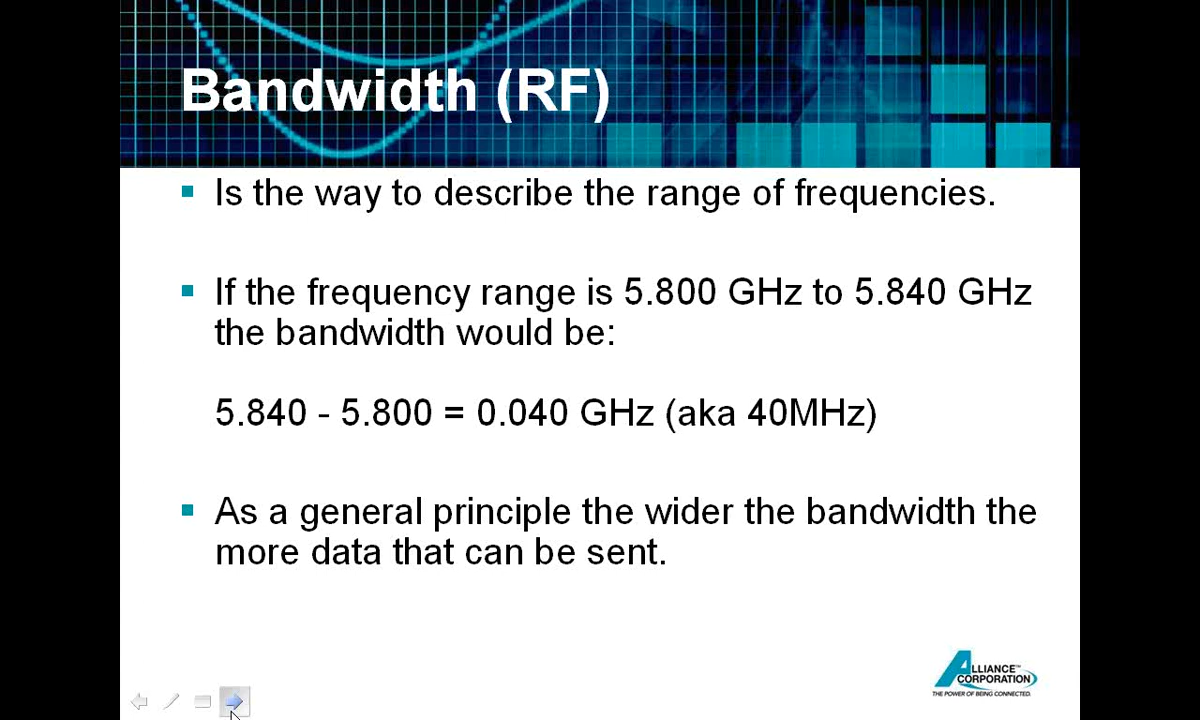 Bandwidth (RF)
Is the way to describe the range of frequencies.
If the frequency range is 5.800 GHz to 5.840 GHz
the bandwidth would be:
5.840 - 5.800 = 0.040 GHz (aka 40MHz)
As a general principle the wider the bandwidth the
more data that can be sent.
ALLIANCE™
CORPORATION
THE POWER OF BEING CONNECTED.